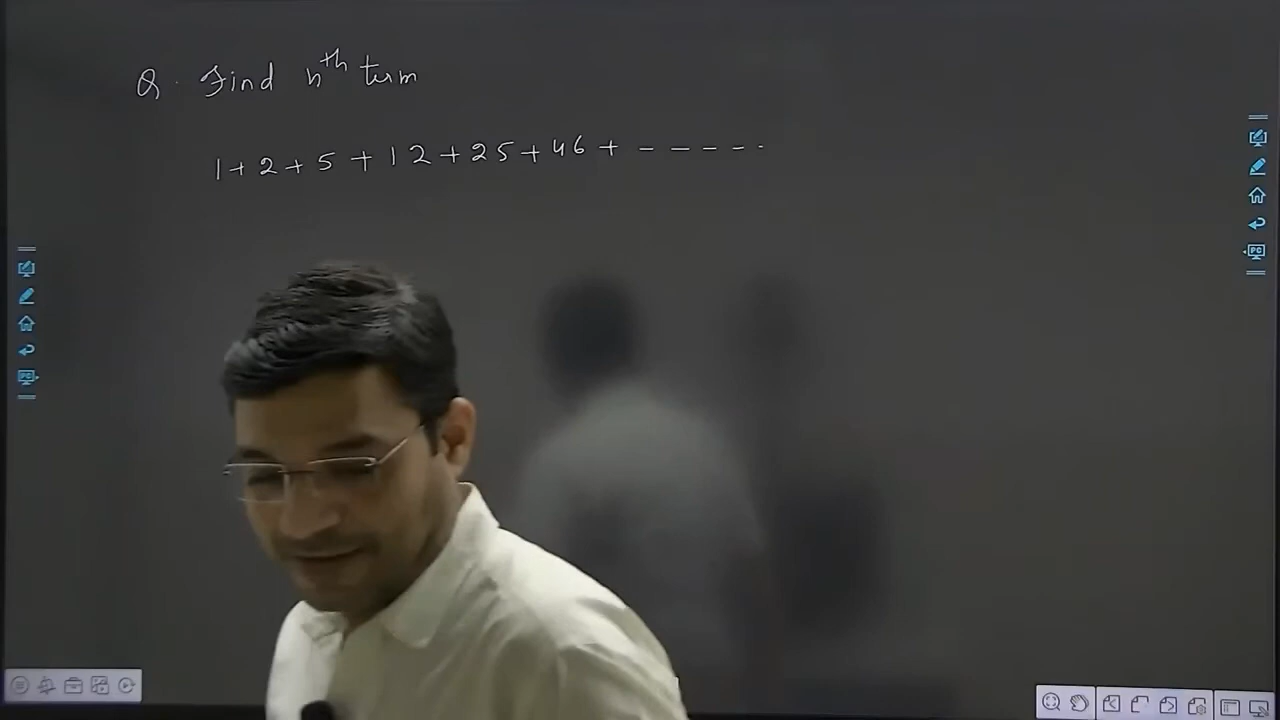 Q. Find nth term
1 + 2 + 5 + 12 + 25 + 46 + - - - - -